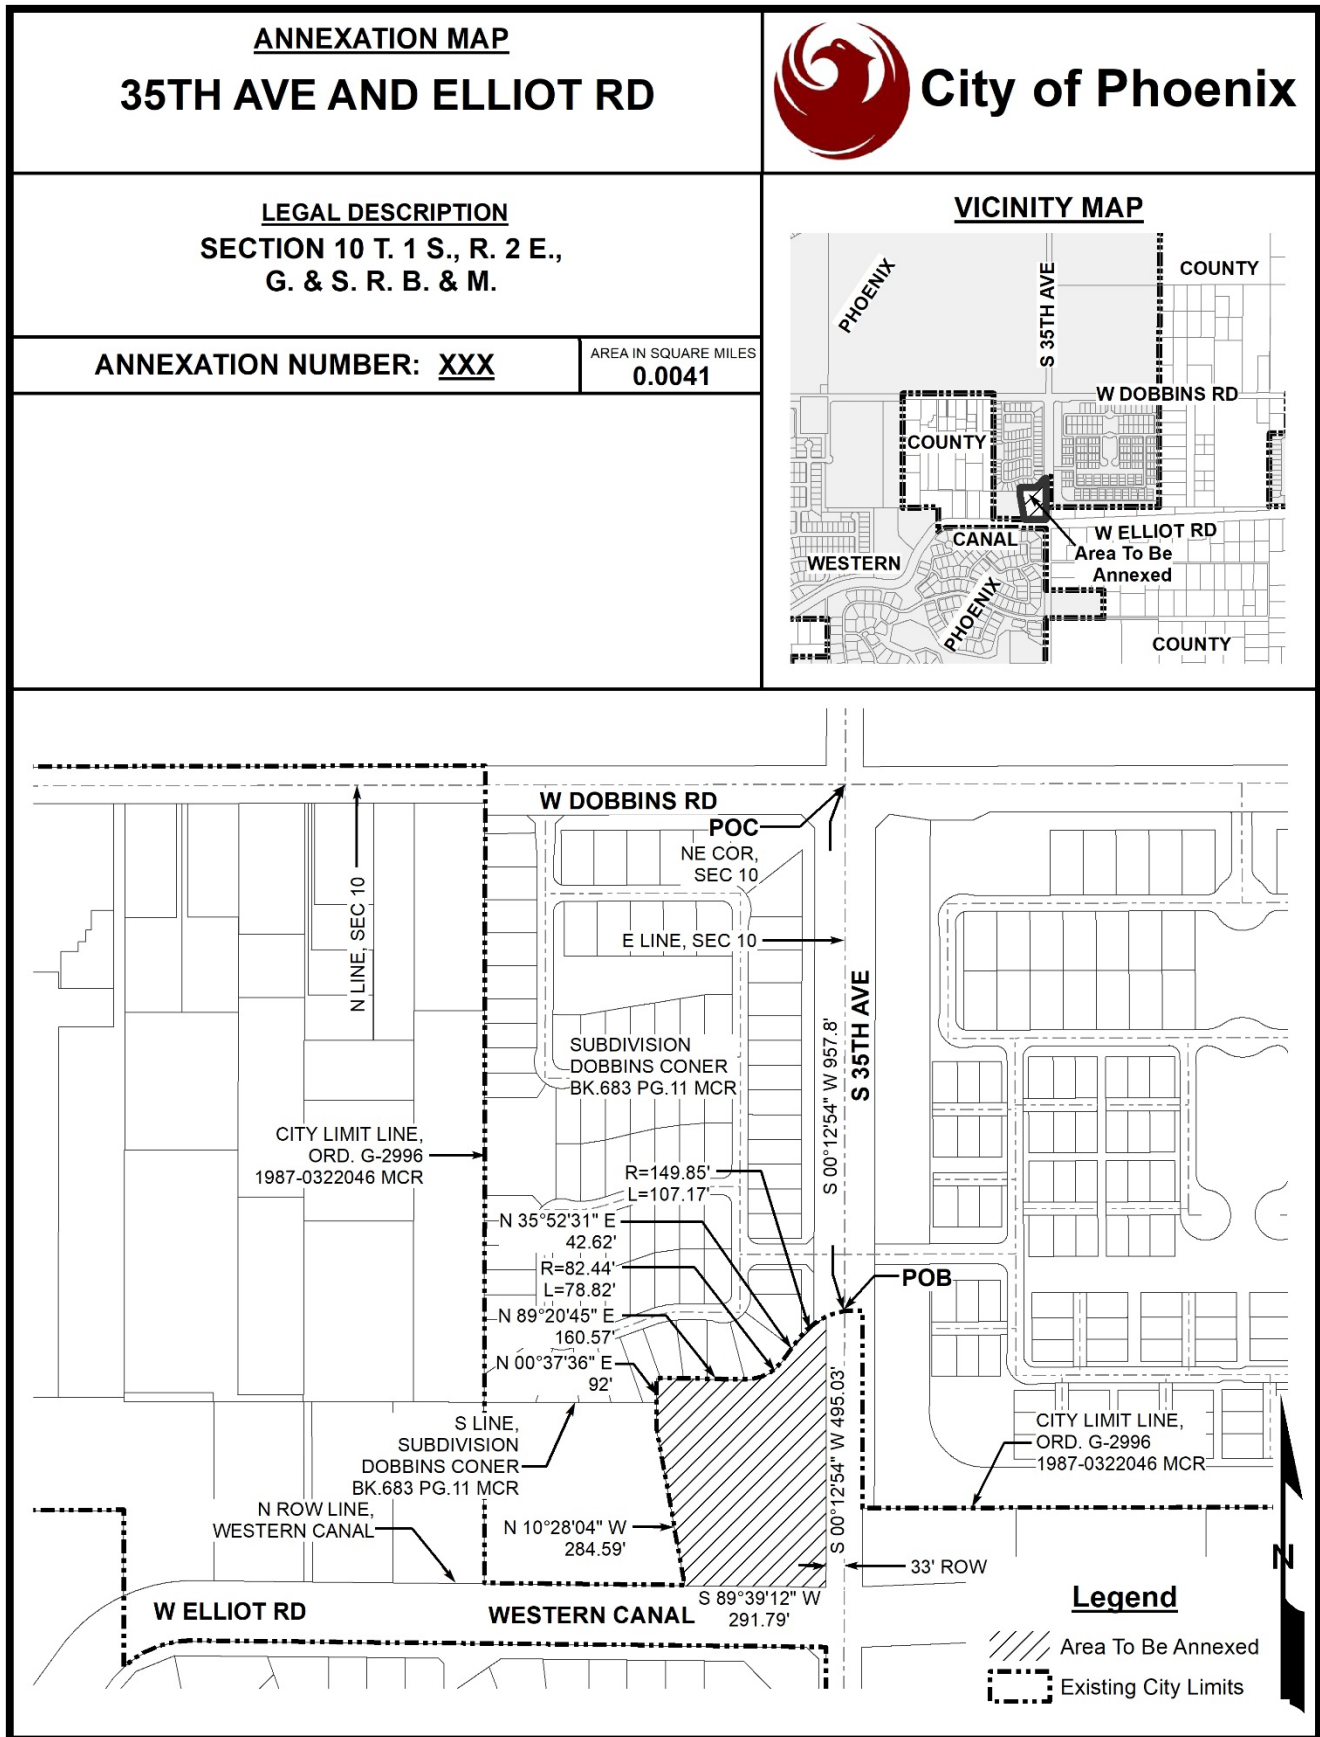 ANNEXATION MAP
35TH AVE AND ELLIOT RD
City of Phoenix
LEGAL DESCRIPTION
SECTION 10 T. 1 S., R. 2 E.,
G. & S. R. B. & M.
ANNEXATION NUMBER: XXX
AREA IN SQUARE MILES
0.0041
VICINITY MAP
PHOENIX
S 35TH AVE
COUNTY
W DOBBINS RD
COUNTY
W ELLIOT RD
CANAL
Area To Be
Annexed
WESTERN
PHOENIX
COUNTY
W DOBBINS RD
POC
NE COR,
SEC 10
N LINE, SEC 10
E LINE, SEC 10
S 35TH AVE
S 00°12'54" W 957.8'
SUBDIVISION
DOBBINS CONER
BK.683 PG.11 MCR
CITY LIMIT LINE,
ORD. G-2996
1987-0322046 MCR
R=149.85'
L=107.17'
N 35°52'31" E
42.62'
R=82.44'
L=78.82'
N 89°20'45" E
160.57'
N 00°37'36" E
92'
POB
S 00°12'54" W 495.03'
S LINE,
SUBDIVISION
DOBBINS CONER
BK.683 PG.11 MCR
CITY LIMIT LINE,
ORD. G-2996
1987-0322046 MCR
N ROW LINE,
WESTERN CANAL
N 10°28'04" W
284.59'
33' ROW
S 89°39'12" W
291.79'
W ELLIOT RD
WESTERN CANAL
N
Legend
Area To Be Annexed
Existing City Limits